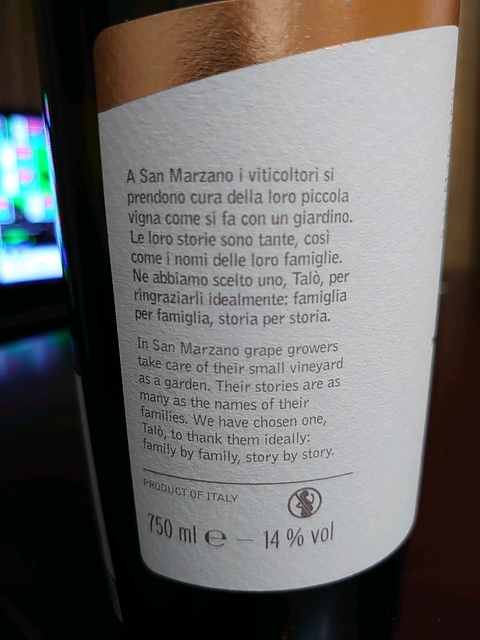 A San Marzano i viticoltori si
prendono cura della loro piccola
vigna come si fa con un giardino.
Le loro storie sono tante, così
come i nomi delle loro famiglie.
Ne abbiamo scelto uno, Talò, per
ringraziarli idealmente: famiglia
per famiglia, storia per storia.
In San Marzano grape growers
take care of their small vineyard
as a garden. Their stories are as
many as the names of their
families. We have chosen one,
Talò, to thank them ideally:
family by family, story by story.
PRODUCT OF ITALY
750 ml ℮ – 14 % vol